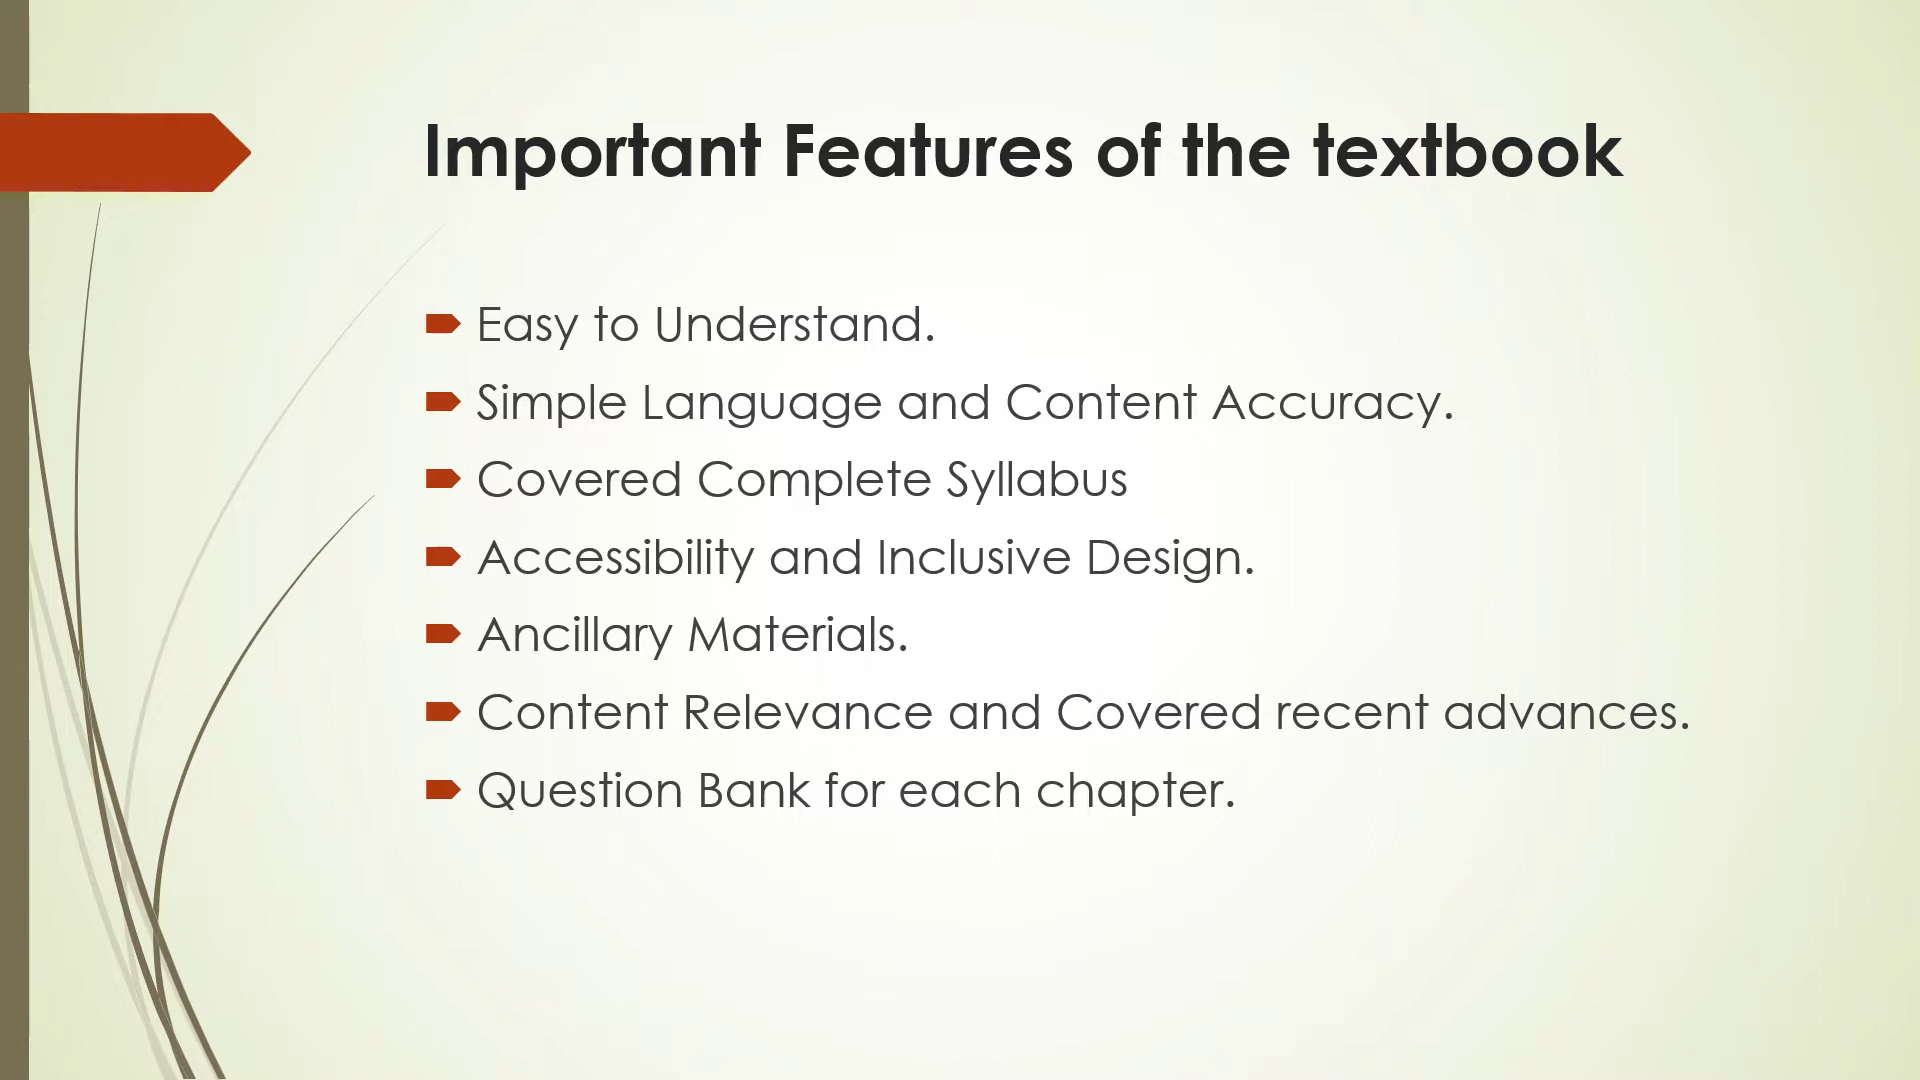 Important Features of the textbook
Easy to Understand.
Simple Language and Content Accuracy.
Covered Complete Syllabus
Accessibility and Inclusive Design.
Ancillary Materials.
Content Relevance and Covered recent advances.
Question Bank for each chapter.